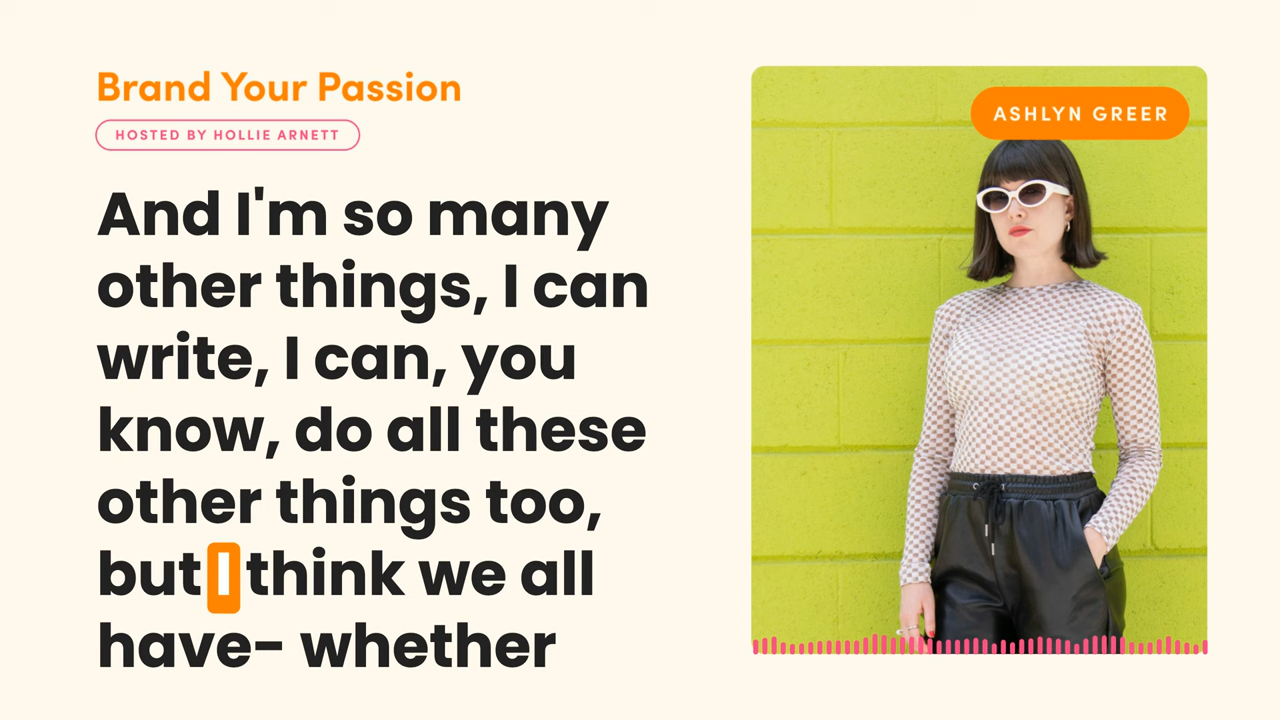 Brand Your Passion
HOSTED BY HOLLIE ARNETT
And I'm so many
other things, I can
write, I can, you
know, do all these
other things too,
but I think we all
have- whether
ASHLYN GREER